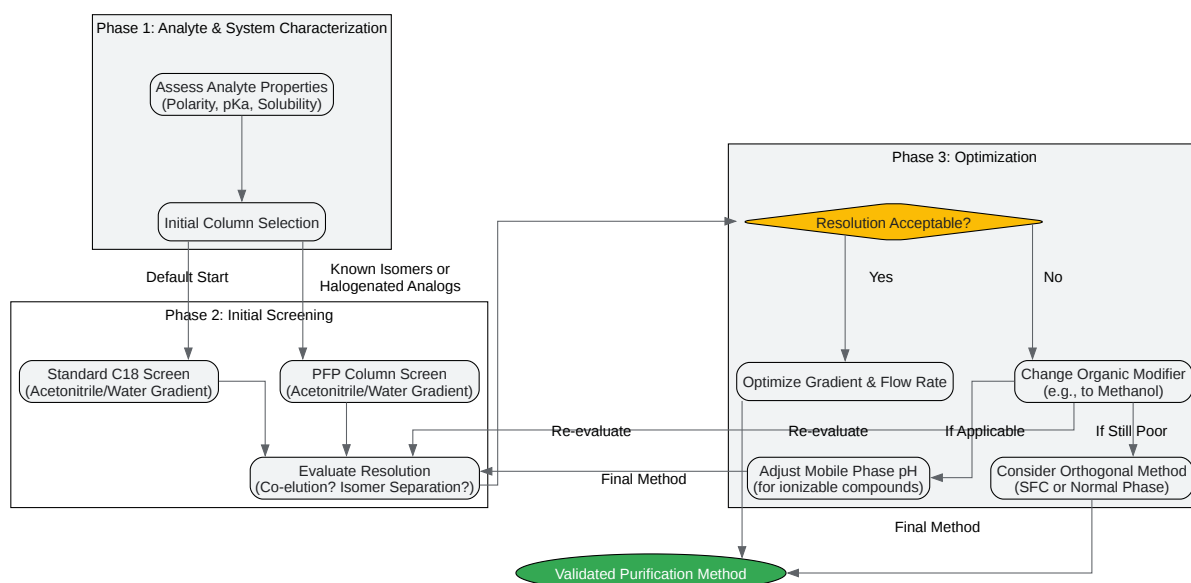 Phase 1: Analyte & System Characterization
Assess Analyte Properties
(Polarity, pKa, Solubility)
Initial Column Selection
Default Start
Known Isomers or
Halogenated Analogs
Phase 2: Initial Screening
Standard C18 Screen
(Acetonitrile/Water Gradient)
PFP Column Screen
(Acetonitrile/Water Gradient)
Evaluate Resolution
(Co-elution? Isomer Separation?)
Phase 3: Optimization
Resolution Acceptable?
Yes
No
Optimize Gradient & Flow Rate
Change Organic Modifier
(e.g., to Methanol)
Re-evaluate
Re-evaluate
If Applicable
If Still Poor
Final Method
Adjust Mobile Phase pH
(for ionizable compounds)
Consider Orthogonal Method
(SFC or Normal Phase)
Final Method
Validated Purification Method